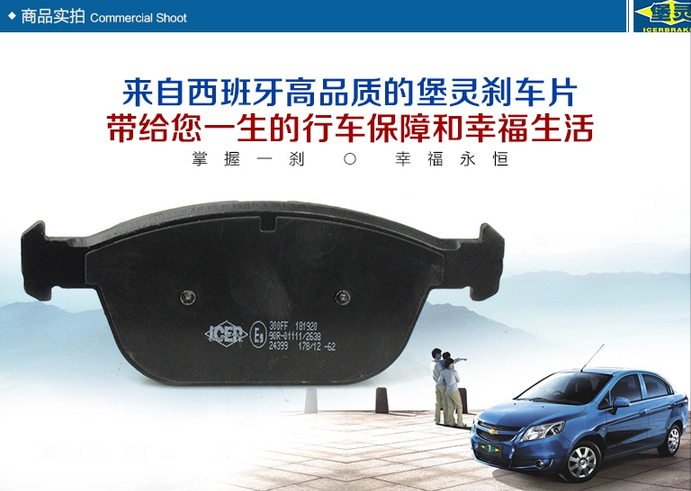 商品实拍 Commercial Shoot
堡灵
ICERBRAKE
来自西班牙高品质的堡灵刹车片
带给您一生的行车保障和幸福生活
掌握一刹 〇 幸福永恒
ICER E9 300FF 181920
90R-01111/2638
24399 178/12 -62